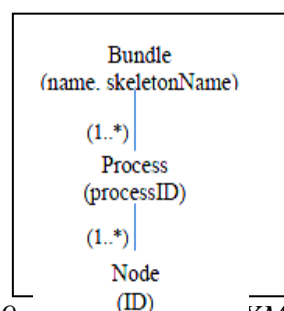 Bundle
(name. skeletonName)
(1..*)
Process
(processID)
(1..*)
Node
(ID)